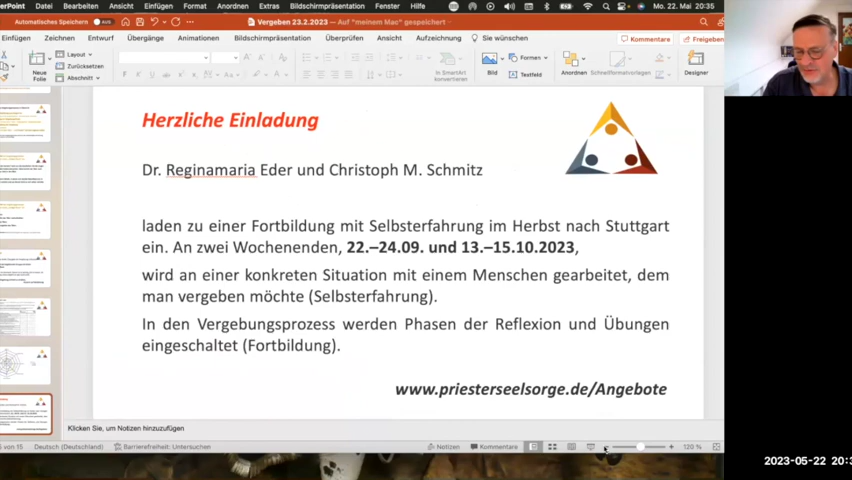 PowerPoint Datei Bearbeiten Ansicht Einfügen Format Anordnen Extras Bildschirmpräsentation Fenster Hilfe Mo. 22. Mai 20:35
Automatisches Speichern Aus Vergeben 23.2.2023 — Auf "meinem Mac" gespeichert
Einfügen Zeichnen Entwurf Übergänge Animationen Bildschirmpräsentation Überprüfen Ansicht Aufzeichnung Sie wünschen Kommentare Freigeben
Neue Folie Layout Zurücksetzen Abschnitt In SmartArt konvertieren Bild Formen Textfeld Anordnen Schnellformatvorlagen Designer
Herzliche Einladung
Dr. Reginamaria Eder und Christoph M. Schmitz
laden zu einer Fortbildung mit Selbsterfahrung im Herbst nach Stuttgart
ein. An zwei Wochenenden, 22.–24.09. und 13.–15.10.2023,
wird an einer konkreten Situation mit einem Menschen gearbeitet, dem
man vergeben möchte (Selbsterfahrung).
In den Vergebungsprozess werden Phasen der Reflexion und Übungen
eingeschaltet (Fortbildung).
www.priesterseelsorge.de/Angebote
Klicken Sie, um Notizen hinzuzufügen
von 15 Deutsch (Deutschland) Barrierefreiheit: Untersuchen Notizen Kommentare 120 %
2023-05-22 20:3